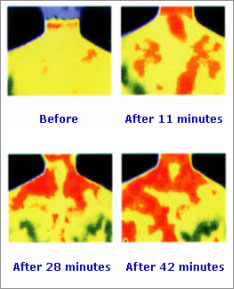 Before
After 11 minutes
After 28 minutes
After 42 minutes